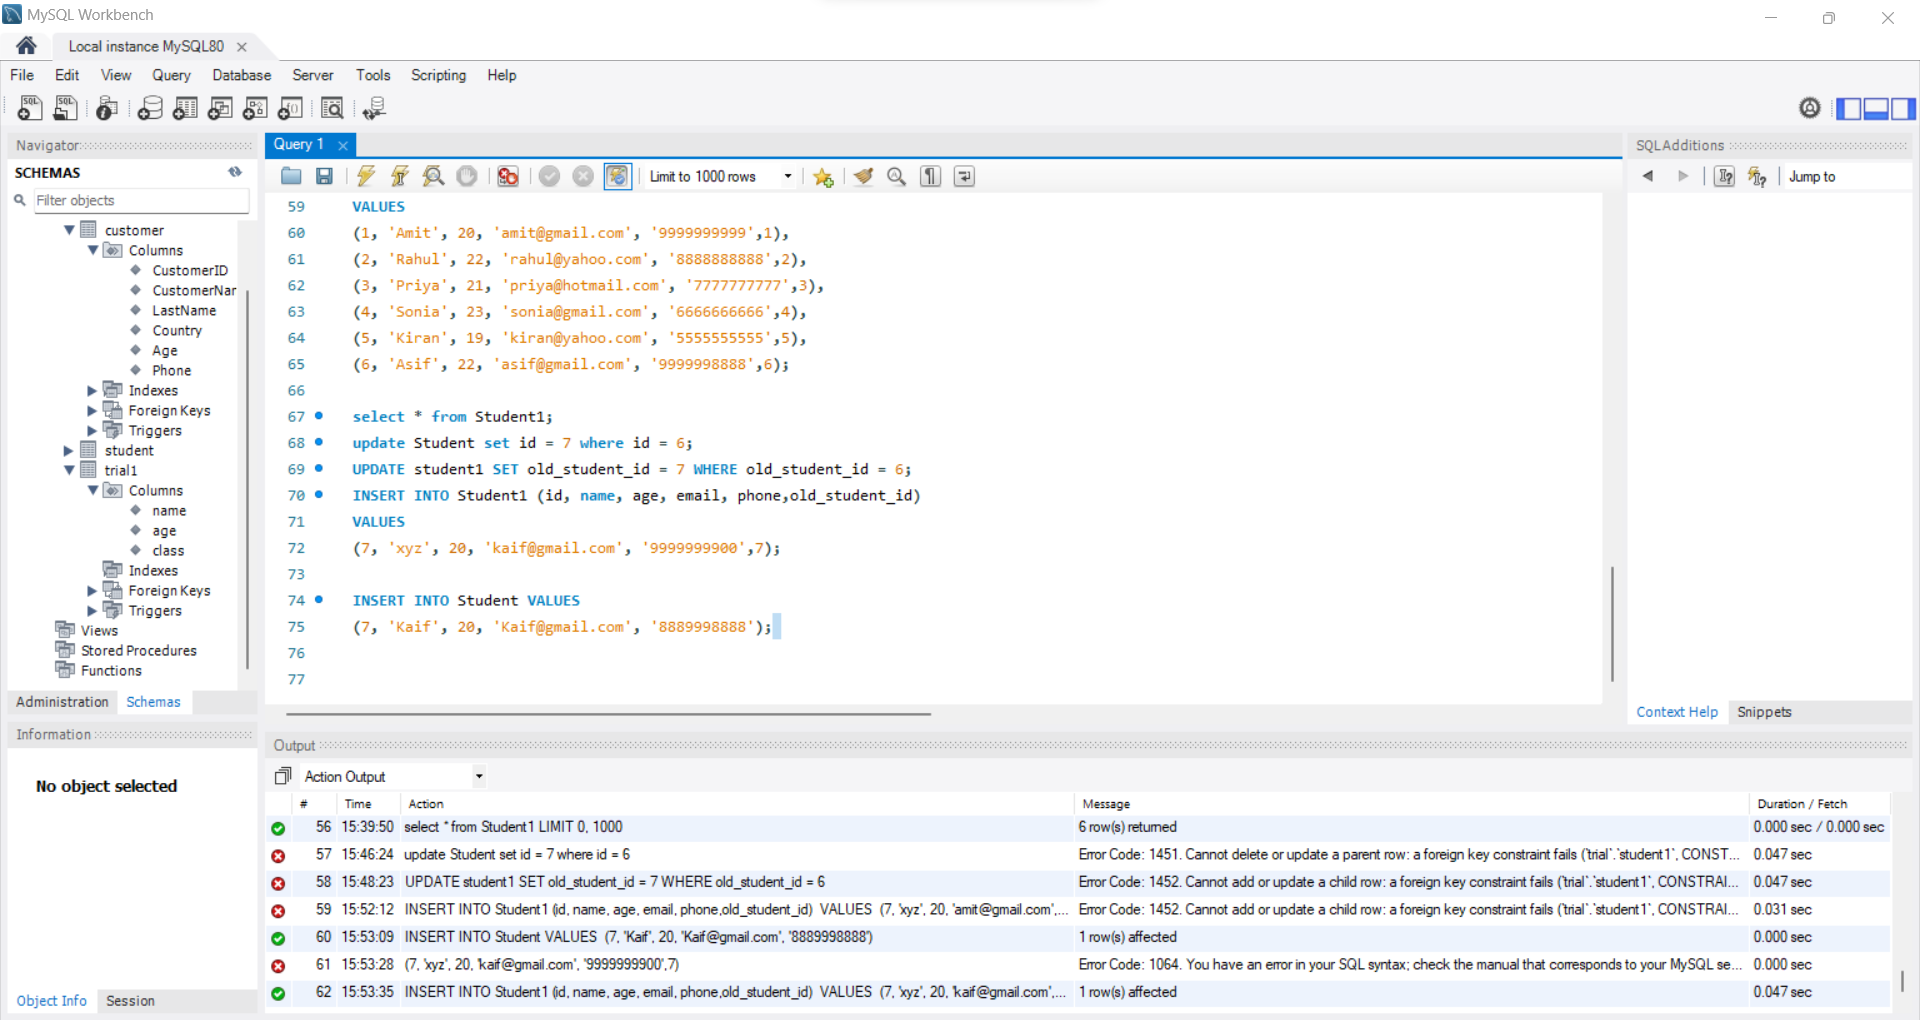 MySQL Workbench
Local instance MySQL80
File Edit View Query Database Server Tools Scripting Help
Navigator
SCHEMAS
Filter objects
customer
Columns
CustomerID
CustomerNar
LastName
Country
Age
Phone
Indexes
Foreign Keys
Triggers
student
trial1
Columns
name
age
class
Indexes
Foreign Keys
Triggers
Views
Stored Procedures
Functions
Administration Schemas
Information
No object selected
Object Info Session
Query 1
Limit to 1000 rows
59 VALUES
60 (1, 'Amit', 20, 'amit@gmail.com', '9999999999',1),
61 (2, 'Rahul', 22, 'rahul@yahoo.com', '8888888888',2),
62 (3, 'Priya', 21, 'priya@hotmail.com', '7777777777',3),
63 (4, 'Sonia', 23, 'sonia@gmail.com', '6666666666',4),
64 (5, 'Kiran', 19, 'kiran@yahoo.com', '5555555555',5),
65 (6, 'Asif', 22, 'asif@gmail.com', '9999998888',6);
66
67 select * from Student1;
68 update Student set id = 7 where id = 6;
69 UPDATE student1 SET old_student_id = 7 WHERE old_student_id = 6;
70 INSERT INTO Student1 (id, name, age, email, phone,old_student_id)
71 VALUES
72 (7, 'xyz', 20, 'kaif@gmail.com', '9999999900',7);
73
74 INSERT INTO Student VALUES
75 (7, 'Kaif', 20, 'Kaif@gmail.com', '8889998888');
76
77
SQLAdditions
Jump to
Context Help Snippets
Output
Action Output
# Time Action Message Duration / Fetch
56 15:39:50 select * from Student1 LIMIT 0, 1000 6 row(s) returned 0.000 sec / 0.000 sec
57 15:46:24 update Student set id = 7 where id = 6 Error Code: 1451. Cannot delete or update a parent row: a foreign key constraint fails (`trial`.`student1`, CONST... 0.047 sec
58 15:48:23 UPDATE student1 SET old_student_id = 7 WHERE old_student_id = 6 Error Code: 1452. Cannot add or update a child row: a foreign key constraint fails (`trial`.`student1`, CONSTRAI... 0.047 sec
59 15:52:12 INSERT INTO Student1 (id, name, age, email, phone,old_student_id) VALUES (7, 'xyz', 20, 'amit@gmail.com',... Error Code: 1452. Cannot add or update a child row: a foreign key constraint fails (`trial`.`student1`, CONSTRAI... 0.031 sec
60 15:53:09 INSERT INTO Student VALUES (7, 'Kaif', 20, 'Kaif@gmail.com', '8889998888') 1 row(s) affected 0.000 sec
61 15:53:28 (7, 'xyz', 20, 'kaif@gmail.com', '9999999900',7) Error Code: 1064. You have an error in your SQL syntax; check the manual that corresponds to your MySQL se... 0.000 sec
62 15:53:35 INSERT INTO Student1 (id, name, age, email, phone,old_student_id) VALUES (7, 'xyz', 20, 'kaif@gmail.com',... 1 row(s) affected 0.047 sec